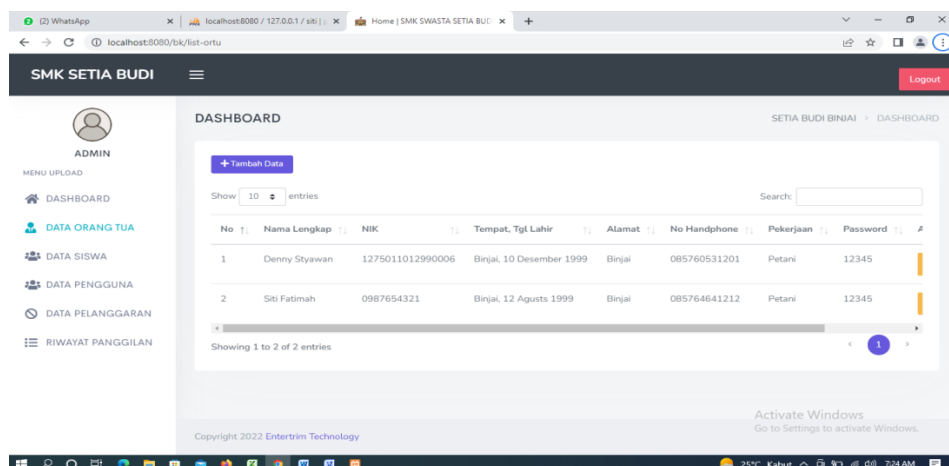 (2) WhatsApp
localhost:8080 / 127.0.0.1 / siti |
Home | SMK SWASTA SETIA BUD
localhost:8080/bk/list-ortu
SMK SETIA BUDI
Logout
ADMIN
MENU UPLOAD
DASHBOARD
DATA ORANG TUA
DATA SISWA
DATA PENGGUNA
DATA PELANGGARAN
RIWAYAT PANGGILAN
DASHBOARD
SETIA BUDI BINJAI > DASHBOARD
+ Tambah Data
Show 10 entries
Search:
No Nama Lengkap NIK Tempat, Tgl Lahir Alamat No Handphone Pekerjaan Password A
1 Denny Styawan 1275011012990006 Binjai, 10 Desember 1999 Binjai 085760531201 Petani 12345
2 Siti Fatimah 0987654321 Binjai, 12 Agusts 1999 Binjai 085764641212 Petani 12345
Showing 1 to 2 of 2 entries
1
Copyright 2022 Entertrim Technology
Activate Windows
Go to Settings to activate Windows.
25°C Kabut 7:24 AM